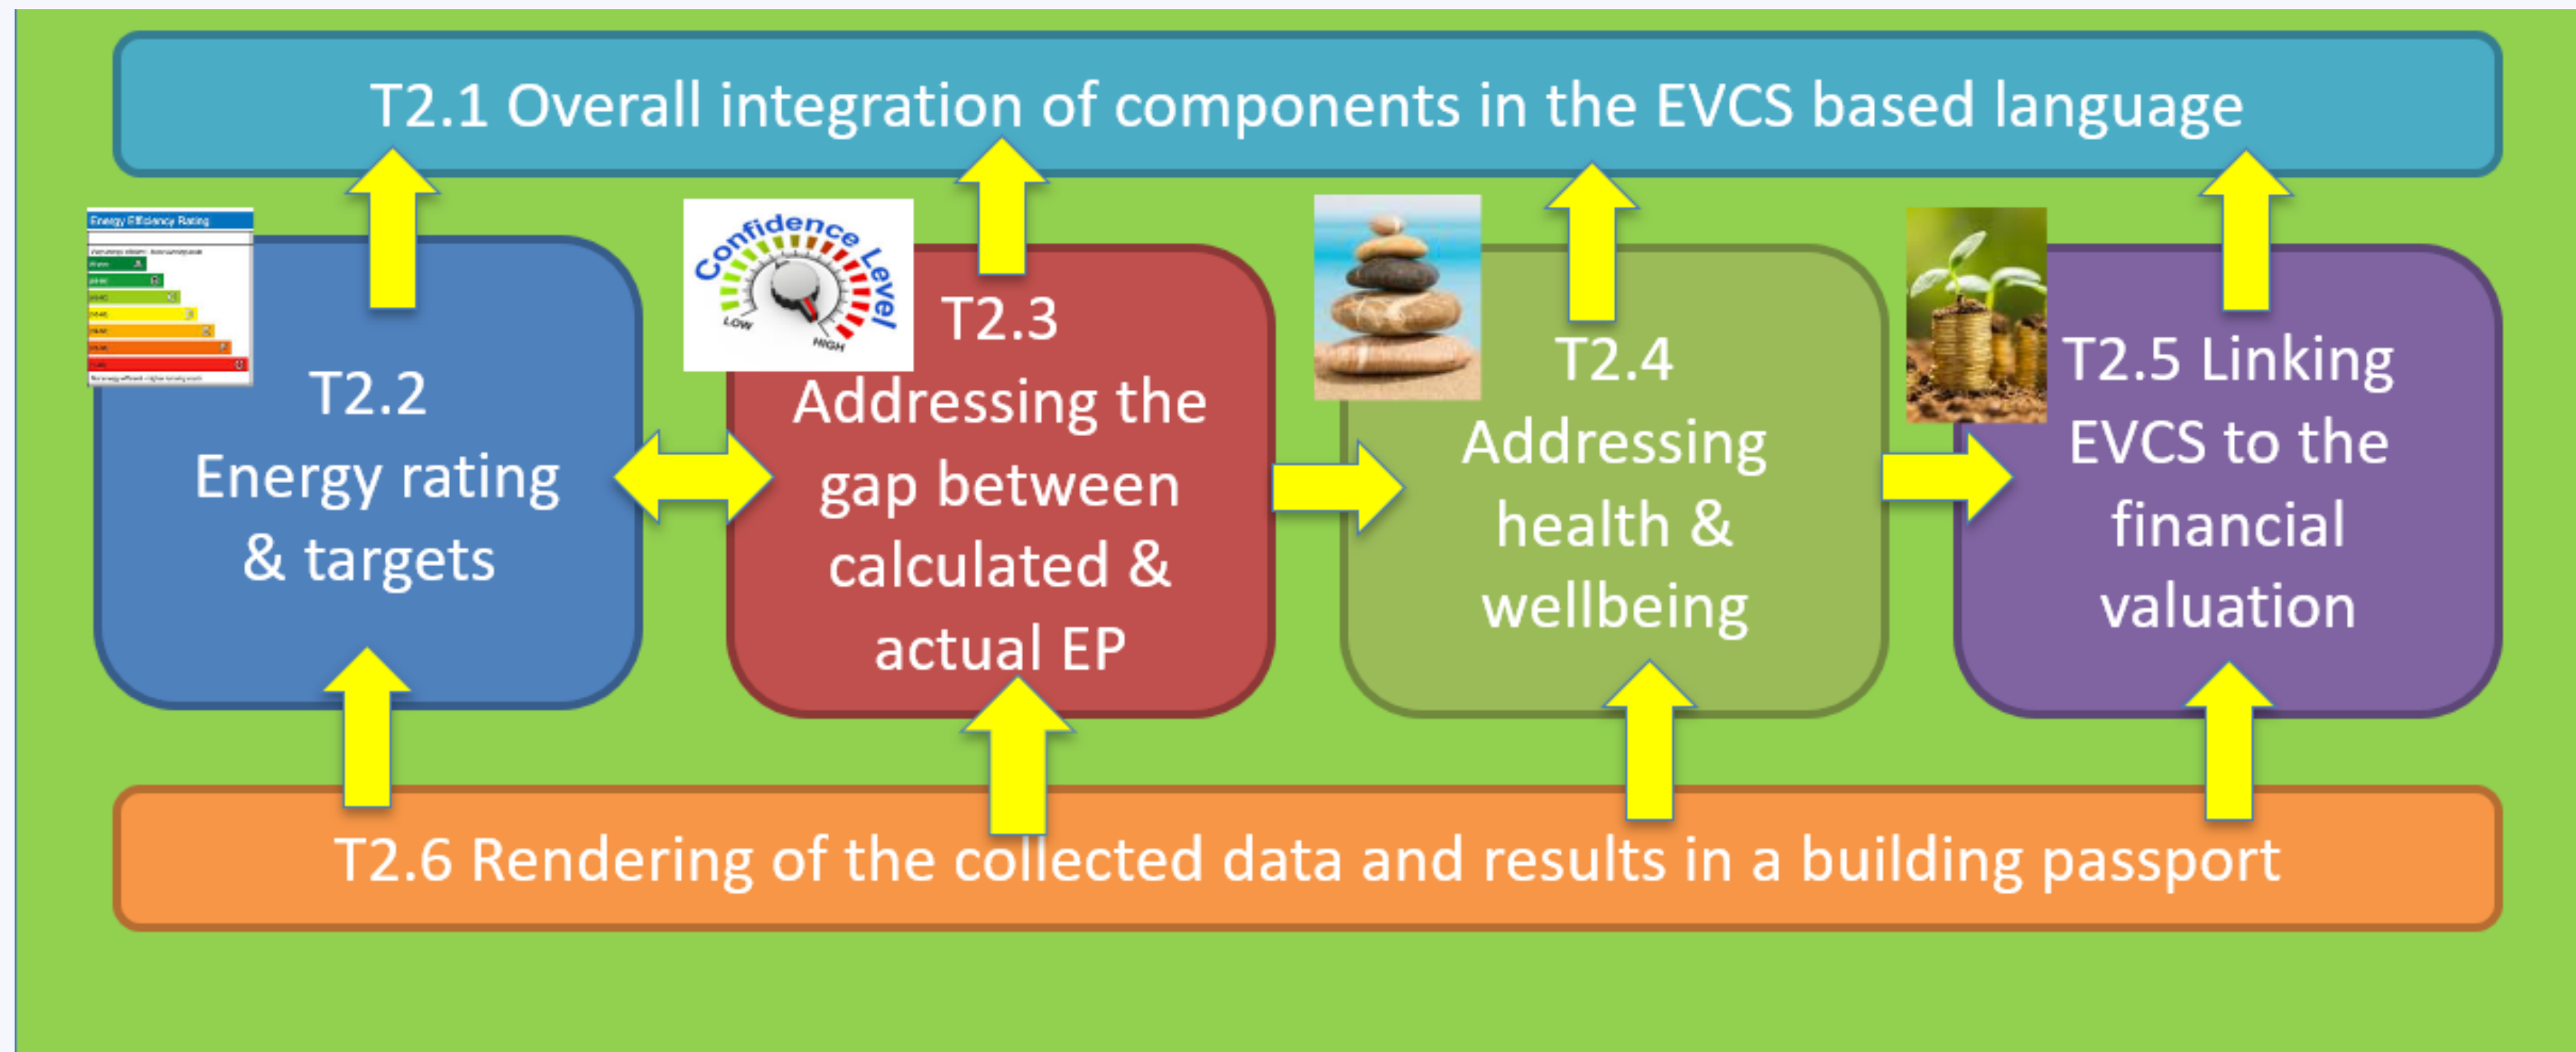 T2.1 Overall integration of components in the EVCS based language
Energy Efficiency Rating
T2.2
Energy rating
& targets
Confidence Level
LOW
HIGH
T2.3
Addressing the
gap between
calculated &
actual EP
T2.4
Addressing
health &
wellbeing
T2.5 Linking
EVCS to the
financial
valuation
T2.6 Rendering of the collected data and results in a building passport